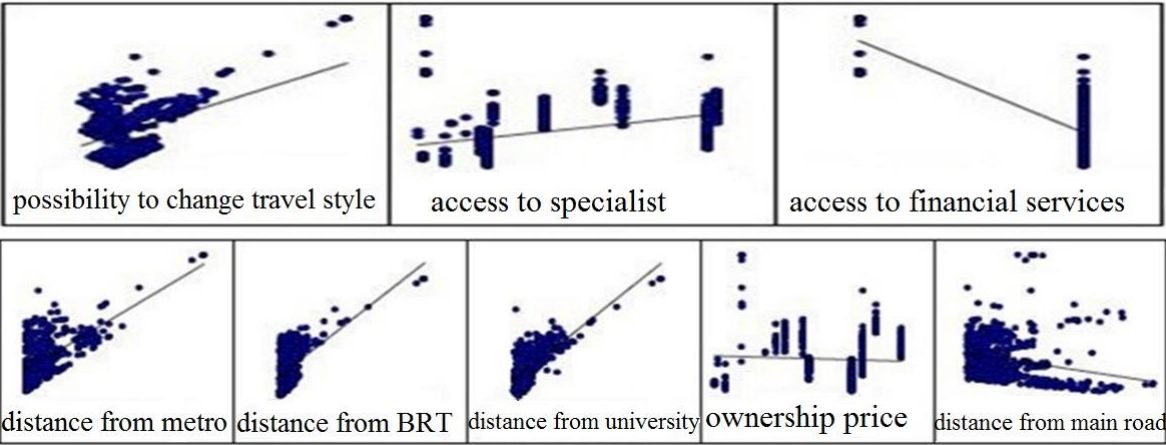 possibility to change travel style
access to specialist
access to financial services
distance from metro
distance from BRT
distance from university
ownership price
distance from main road